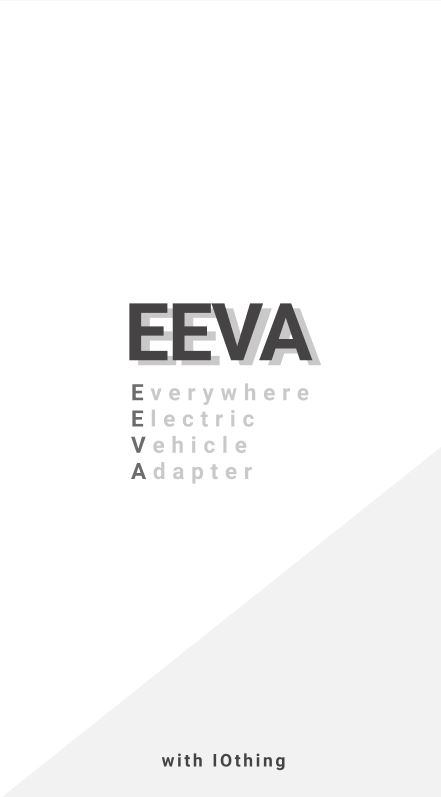 EEVA
Everywhere
Electric
Vehicle
Adapter
with IOthing